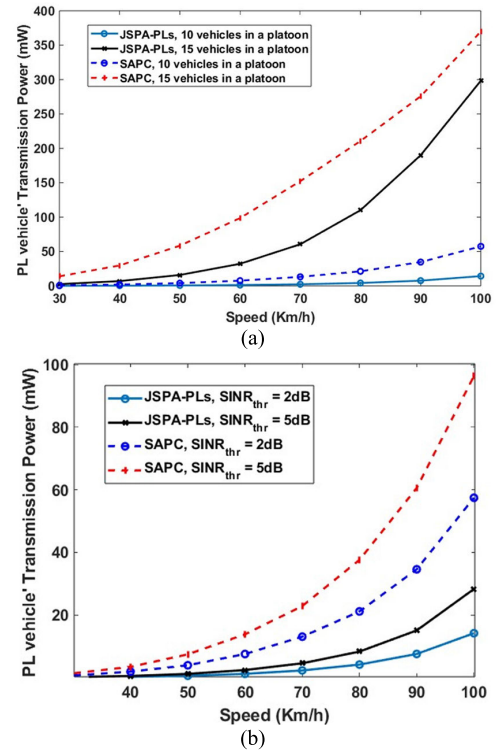 (a)
400
350
300
250
200
150
100
50
0
PL vehicle' Transmission Power (mW)
JSPA-PLs, 10 vehicles in a platoon
JSPA-PLs, 15 vehicles in a platoon
SAPC, 10 vehicles in a platoon
SAPC, 15 vehicles in a platoon
30 40 50 60 70 80 90 100
Speed (Km/h)
(a)
100
80
60
40
20
PL vehicle' Transmission Power (mW)
JSPA-PLs, SINRthr = 2dB
JSPA-PLs, SINRthr = 5dB
SAPC, SINRthr = 2dB
SAPC, SINRthr = 5dB
40 50 60 70 80 90 100
Speed (Km/h)
(b)